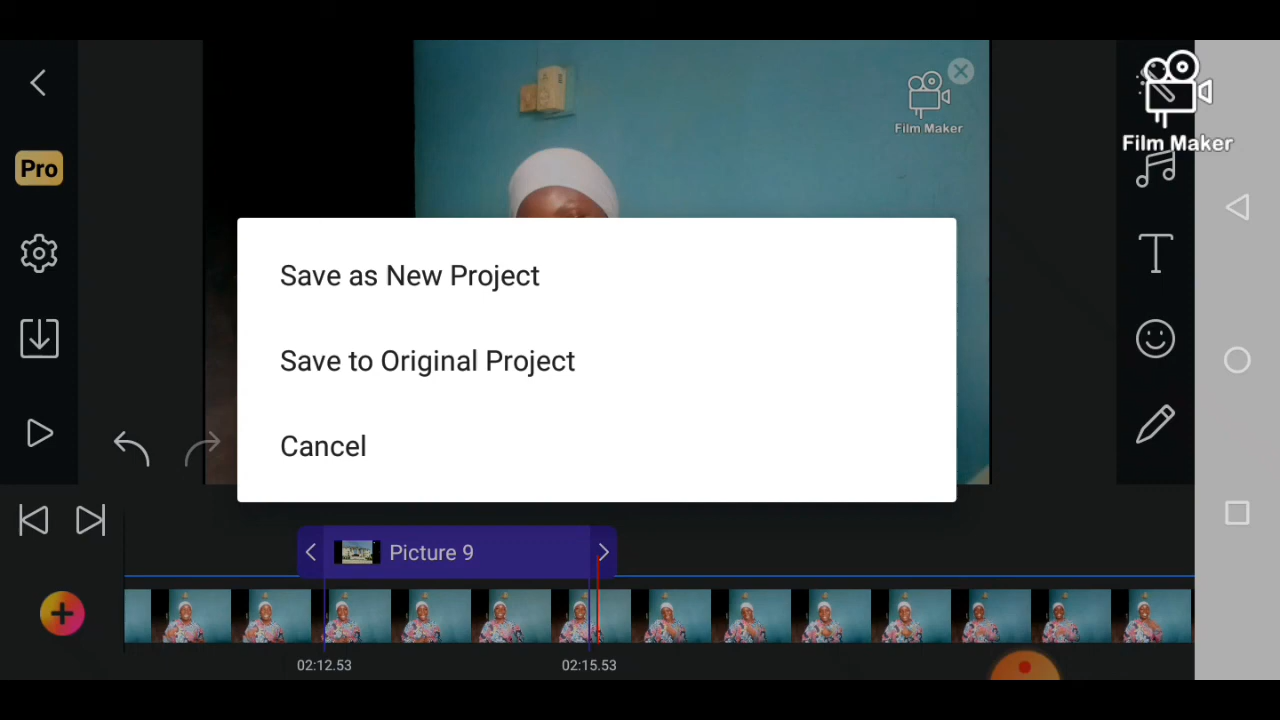 Film Maker
Film Maker
Pro
Save as New Project
Save to Original Project
Cancel
Picture 9
02:12.53
02:15.53